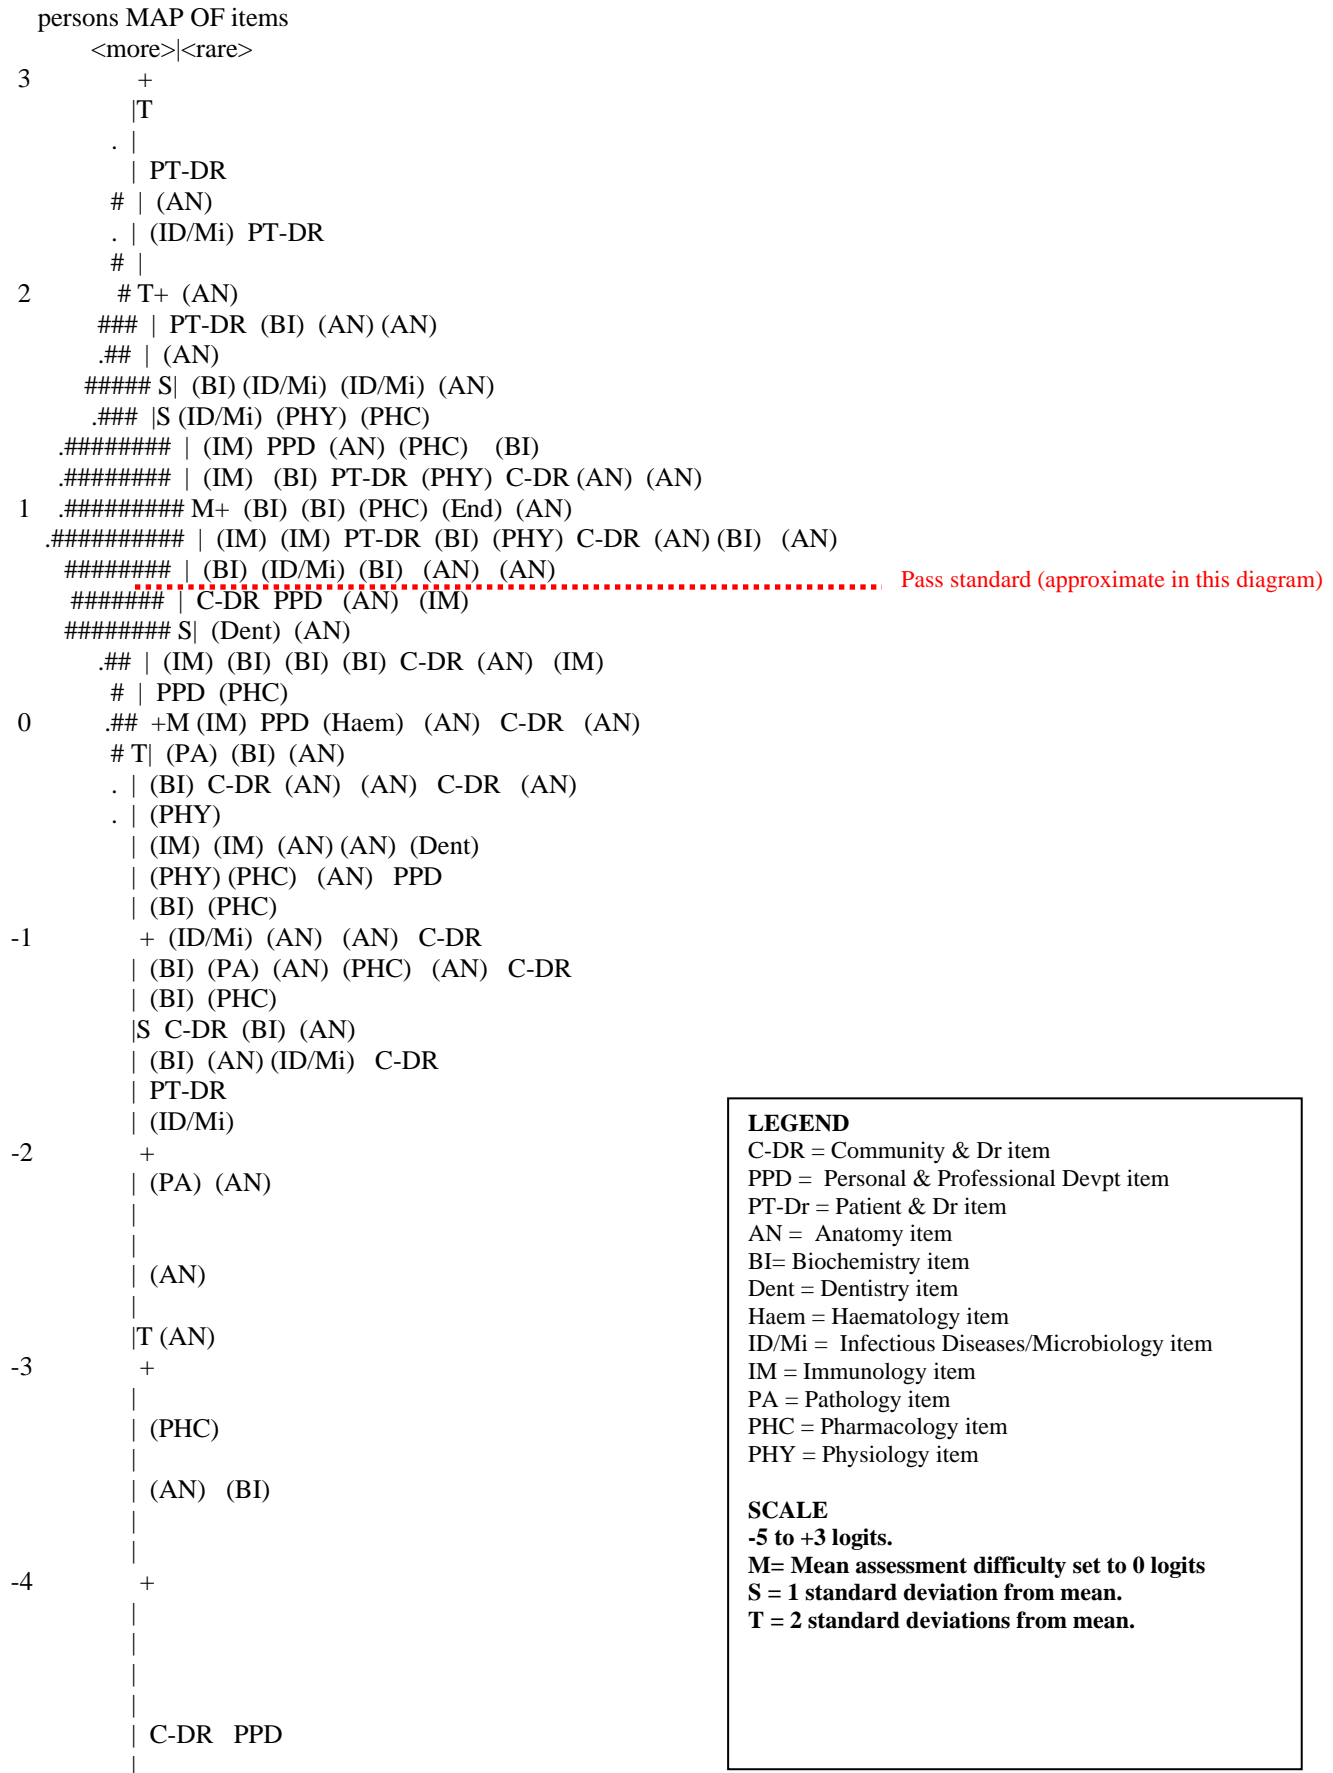 persons MAP OF items
<more>|<rare>
3 +
|T
. |
| PT-DR
# | (AN)
. | (ID/Mi) PT-DR
# |
2 # T+ (AN)
### | PT-DR (BI) (AN) (AN)
.## | (AN)
##### S| (BI) (ID/Mi) (ID/Mi) (AN)
.### |S (ID/Mi) (PHY) (PHC)
.######## | (IM) PPD (AN) (PHC) (BI)
.######## | (IM) (BI) PT-DR (PHY) C-DR (AN) (AN)
1 .######### M+ (BI) (BI) (PHC) (End) (AN)
.########## | (IM) (IM) PT-DR (BI) (PHY) C-DR (AN) (BI) (AN)
######## | (BI) (ID/Mi) (BI) (AN) (AN)
Pass standard (approximate in this diagram)
####### | C-DR PPD (AN) (IM)
######## S| (Dent) (AN)
.## | (IM) (BI) (BI) (BI) C-DR (AN) (IM)
# | PPD (PHC)
0 .## +M (IM) PPD (Haem) (AN) C-DR (AN)
# T| (PA) (BI) (AN)
. | (BI) C-DR (AN) (AN) C-DR (AN)
. | (PHY)
| (IM) (IM) (AN) (AN) (Dent)
| (PHY) (PHC) (AN) PPD
| (BI) (PHC)
-1 + (ID/Mi) (AN) (AN) C-DR
| (BI) (PA) (AN) (PHC) (AN) C-DR
| (BI) (PHC)
|S C-DR (BI) (AN)
| (BI) (AN) (ID/Mi) C-DR
| PT-DR
| (ID/Mi)
-2 +
| (PA) (AN)
|
|
| (AN)
|
|T (AN)
-3 +
|
| (PHC)
|
| (AN) (BI)
|
|
-4 +
|
|
|
|
| C-DR PPD
|
LEGEND
C-DR = Community & Dr item
PPD = Personal & Professional Devpt item
PT-Dr = Patient & Dr item
AN = Anatomy item
BI= Biochemistry item
Dent = Dentistry item
Haem = Haematology item
ID/Mi = Infectious Diseases/Microbiology item
IM = Immunology item
PA = Pathology item
PHC = Pharmacology item
PHY = Physiology item
SCALE
-5 to +3 logits.
M= Mean assessment difficulty set to 0 logits
S = 1 standard deviation from mean.
T = 2 standard deviations from mean.